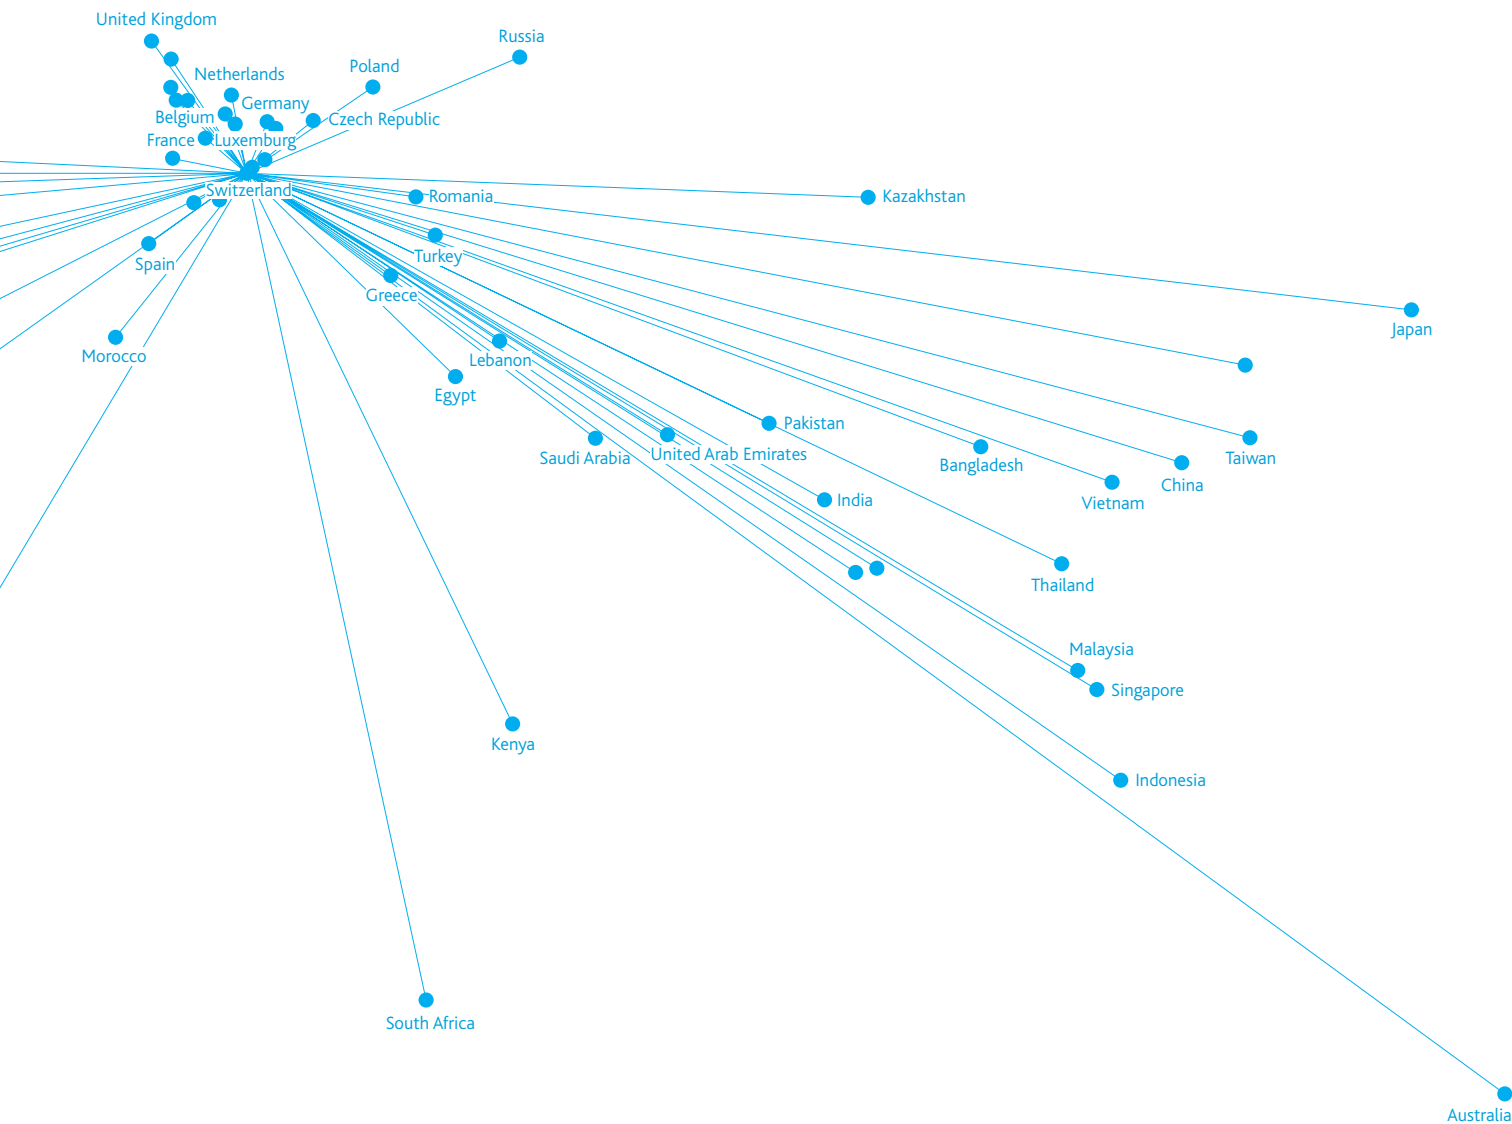 United Kingdom
Russia
Poland
Netherlands
Germany
Belgium
Czech Republic
France
Luxemburg
Switzerland
Romania
Kazakhstan
Turkey
Spain
Greece
Japan
Morocco
Lebanon
Egypt
Pakistan
Saudi Arabia
United Arab Emirates
Bangladesh
Taiwan
China
India
Vietnam
Thailand
Malaysia
Singapore
Kenya
Indonesia
South Africa
Australia